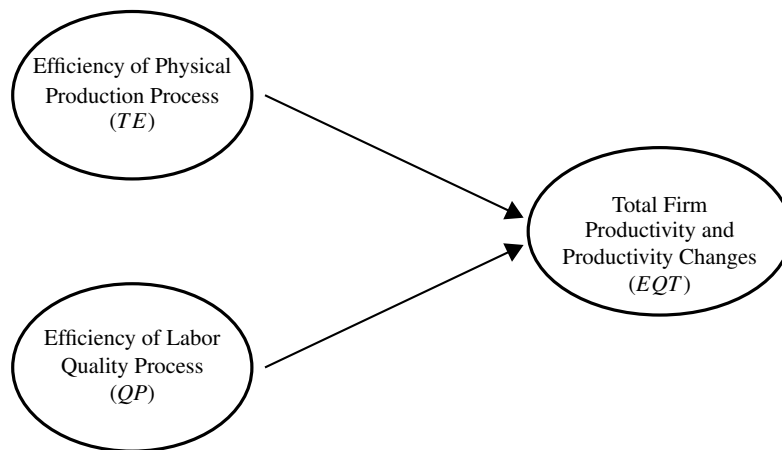 Efficiency of Physical
Production Process
(TE)
Total Firm
Productivity and
Productivity Changes
(EQT)
Efficiency of Labor
Quality Process
(QP)